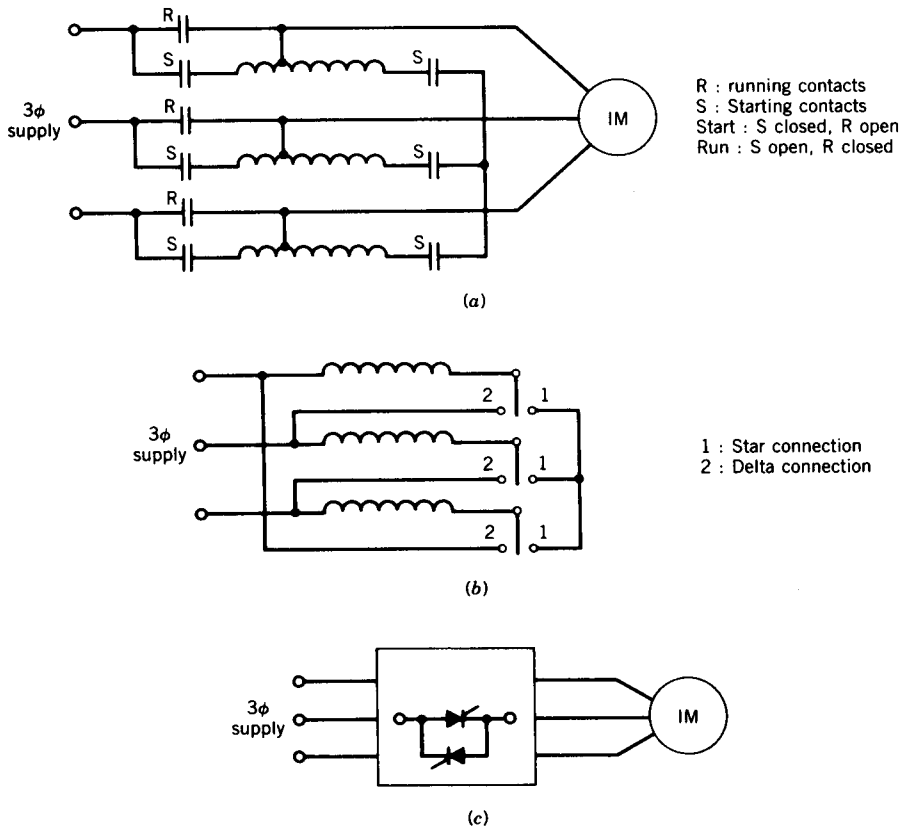 R
S
S
R
3ϕ
supply
S
S
R
S
S
IM
R : running contacts
S : Starting contacts
Start : S closed, R open
Run : S open, R closed
(a)
2 1
3ϕ
supply
2 1
2 1
1 : Star connection
2 : Delta connection
(b)
3ϕ
supply
IM
(c)